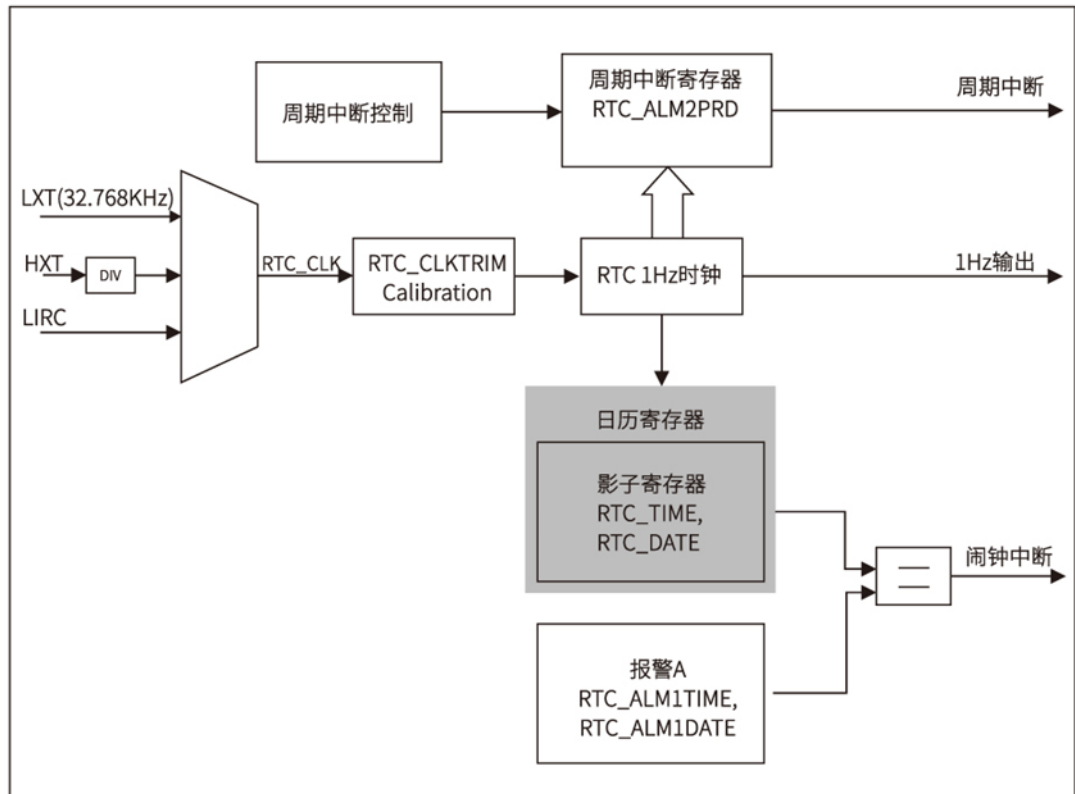 周期中断控制
周期中断寄存器
RTC_ALM2PRD
周期中断
LXT(32.768KHz)
HXT
DIV
LIRC
RTC_CLK
RTC_CLKTRIM
Calibration
RTC 1Hz时钟
1Hz输出
日历寄存器
影子寄存器
RTC_TIME,
RTC_DATE
闹钟中断
报警A
RTC_ALM1TIME,
RTC_ALM1DATE